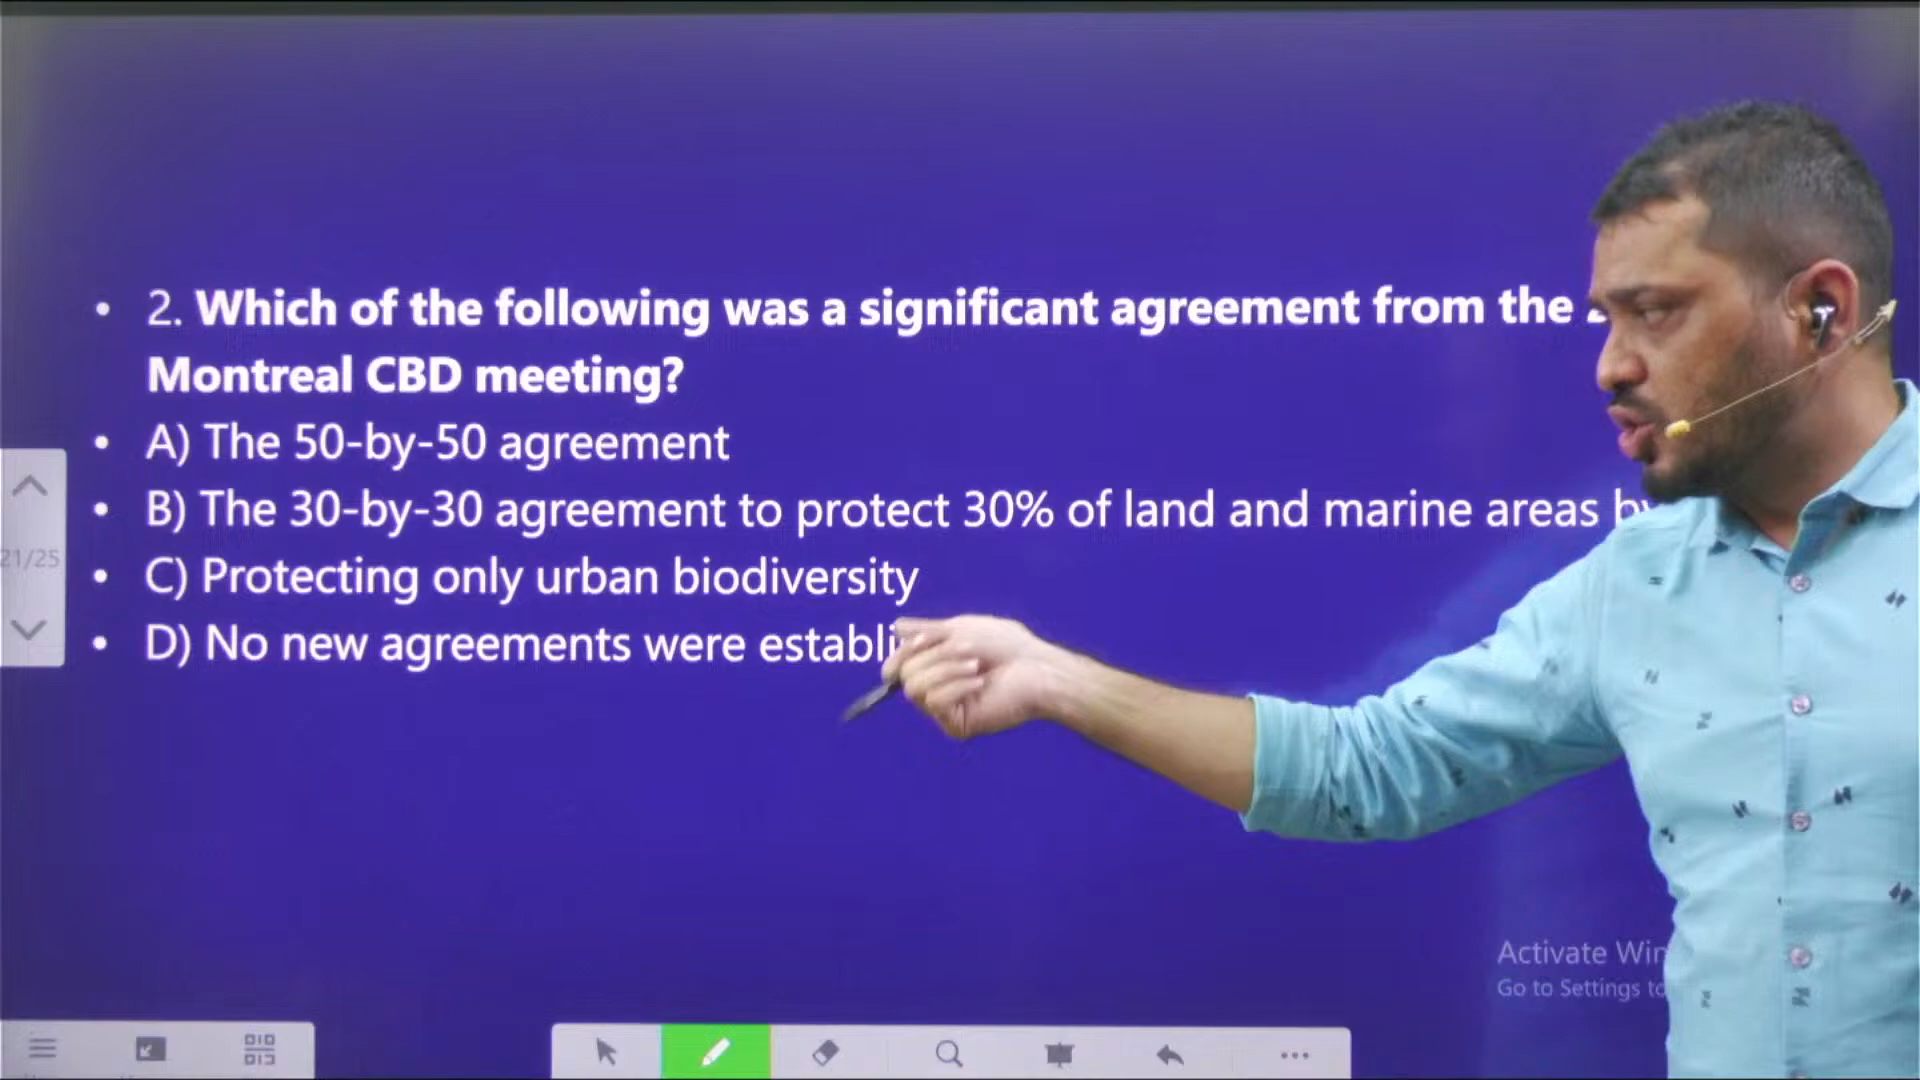 • 2. Which of the following was a significant agreement from the
Montreal CBD meeting?
• A) The 50-by-50 agreement
• B) The 30-by-30 agreement to protect 30% of land and marine areas by
• C) Protecting only urban biodiversity
• D) No new agreements were
21/25
Activate
Go to Settings to